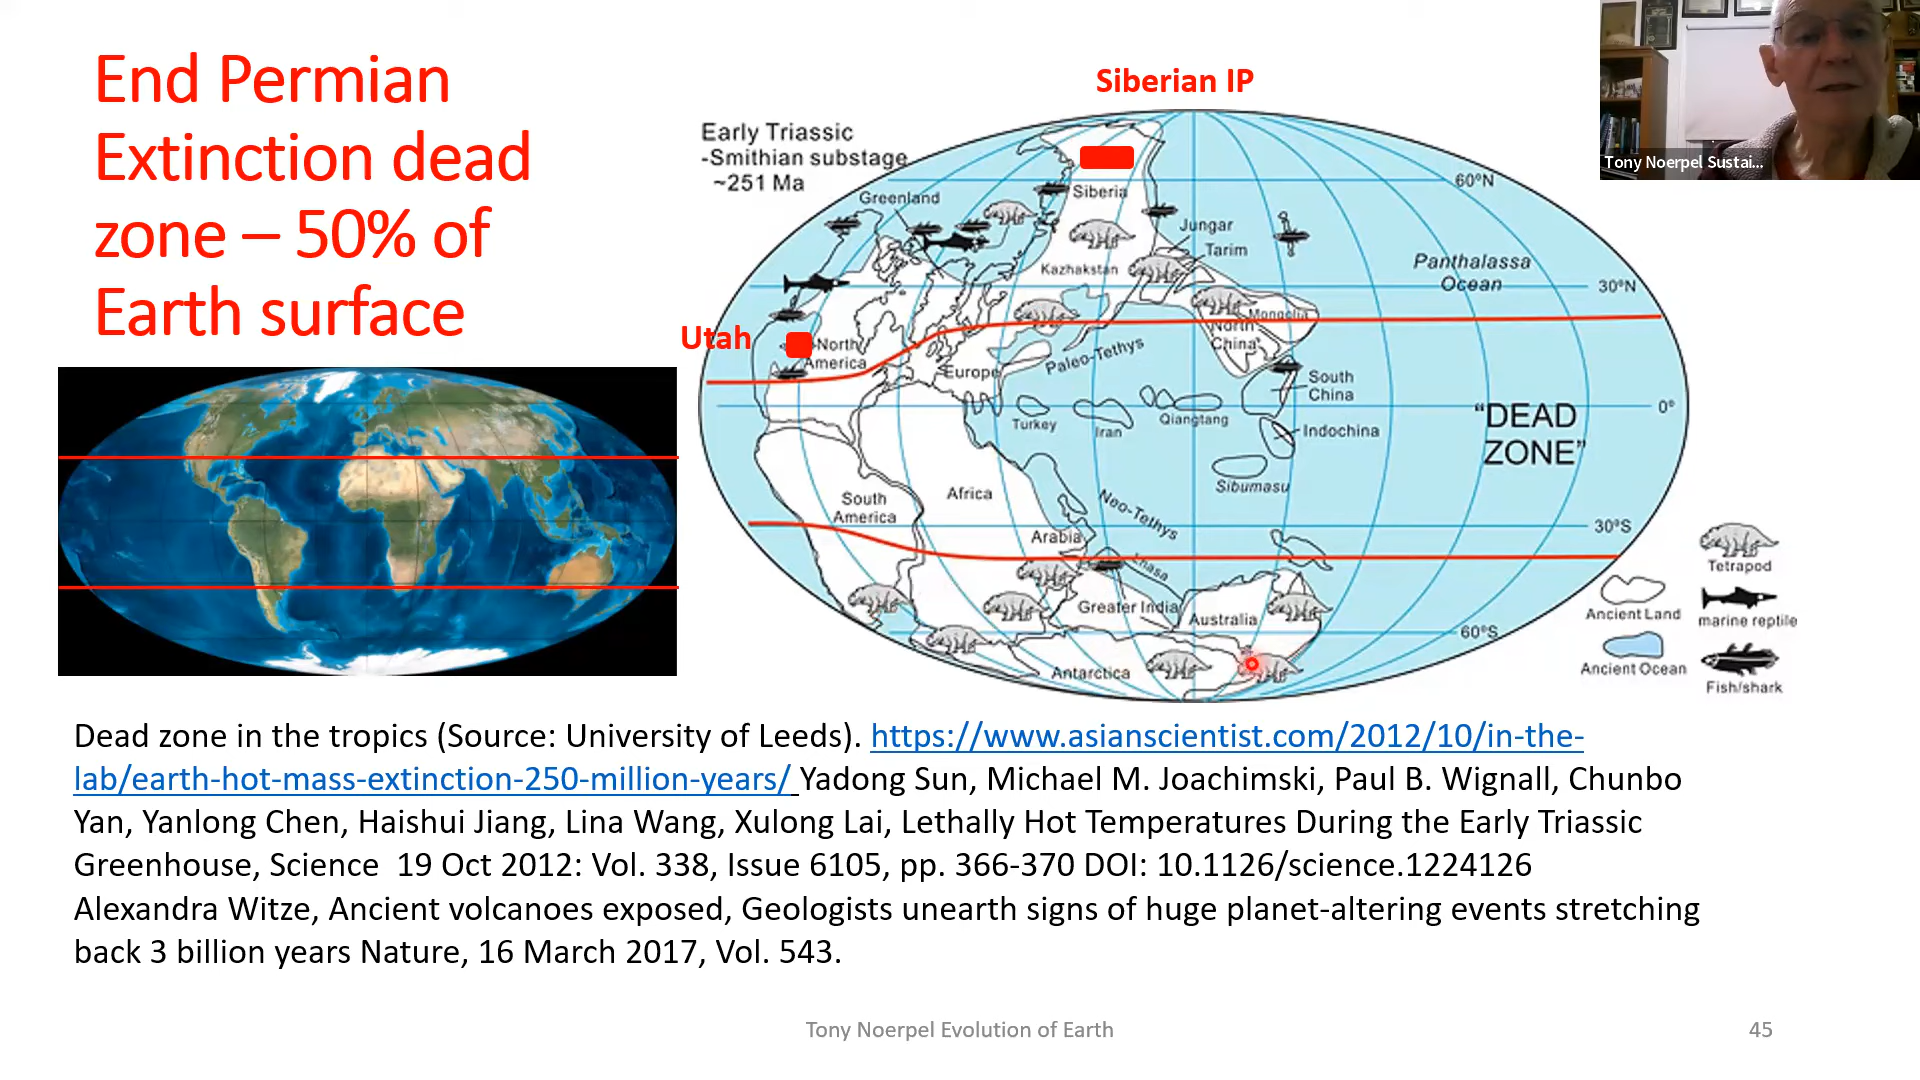 End Permian
Extinction dead
zone – 50% of
Earth surface
Siberian IP
Tony Noerpel Sustai...
Early Triassic
-Smithian substage
~251 Ma
Utah
Greenland
Siberia
60°N
Jungar
Tarim
Kazhakstan
Panthalassa
Ocean
30°N
Mongolia
North
China
North
America
Europe
Paleo-Tethys
South
China
Turkey
Iran
Qiangtang
Indochina
Sibumasu
"DEAD
ZONE"
0°
South
America
Africa
Neo-Tethys
Arabia
Lhasa
30°S
Greater India
Australia
60°S
Antarctica
Tetrapod
Ancient Land
marine reptile
Ancient Ocean
Fish/shark
Dead zone in the tropics (Source: University of Leeds). https://www.asianscientist.com/2012/10/in-the-
lab/earth-hot-mass-extinction-250-million-years/ Yadong Sun, Michael M. Joachimski, Paul B. Wignall, Chunbo
Yan, Yanlong Chen, Haishui Jiang, Lina Wang, Xulong Lai, Lethally Hot Temperatures During the Early Triassic
Greenhouse, Science  19 Oct 2012: Vol. 338, Issue 6105, pp. 366-370 DOI: 10.1126/science.1224126
Alexandra Witze, Ancient volcanoes exposed, Geologists unearth signs of huge planet-altering events stretching
back 3 billion years Nature, 16 March 2017, Vol. 543.
Tony Noerpel Evolution of Earth
45